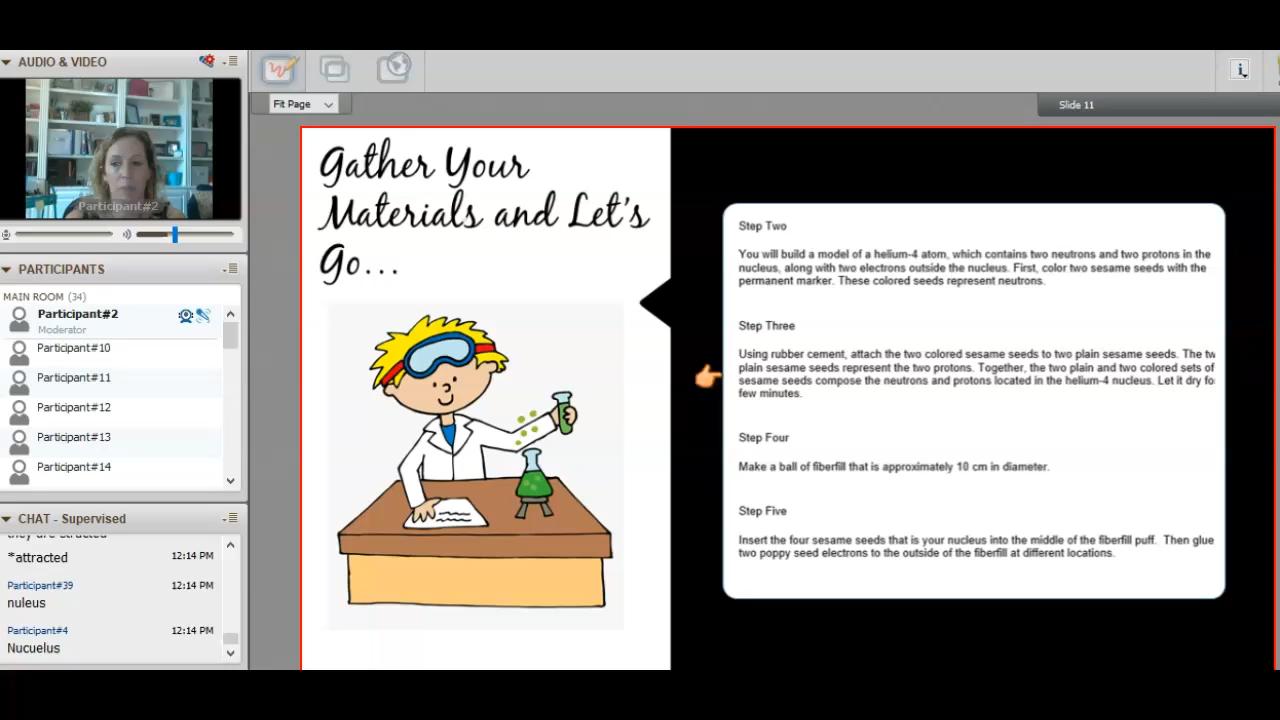 AUDIO & VIDEO
Participant#2
PARTICIPANTS
MAIN ROOM (34)
Participant#2
Moderator
Participant#10
Participant#11
Participant#12
Participant#13
Participant#14
CHAT - Supervised
they are stracted
*attracted 12:14 PM
Participant#39 12:14 PM
nuleus
Participant#4 12:14 PM
Nucuelus
Fit Page
Slide 11
Gather Your
Materials and Let's
Go...
Step Two
You will build a model of a helium-4 atom, which contains two neutrons and two protons in the
nucleus, along with two electrons outside the nucleus. First, color two sesame seeds with the
permanent marker. These colored seeds represent neutrons.
Step Three
Using rubber cement, attach the two colored sesame seeds to two plain sesame seeds. The tw
plain sesame seeds represent the two protons. Together, the two plain and two colored sets of
sesame seeds compose the neutrons and protons located in the helium-4 nucleus. Let it dry fo
few minutes.
Step Four
Make a ball of fiberfill that is approximately 10 cm in diameter.
Step Five
Insert the four sesame seeds that is your nucleus into the middle of the fiberfill puff. Then glue
two poppy seed electrons to the outside of the fiberfill at different locations.